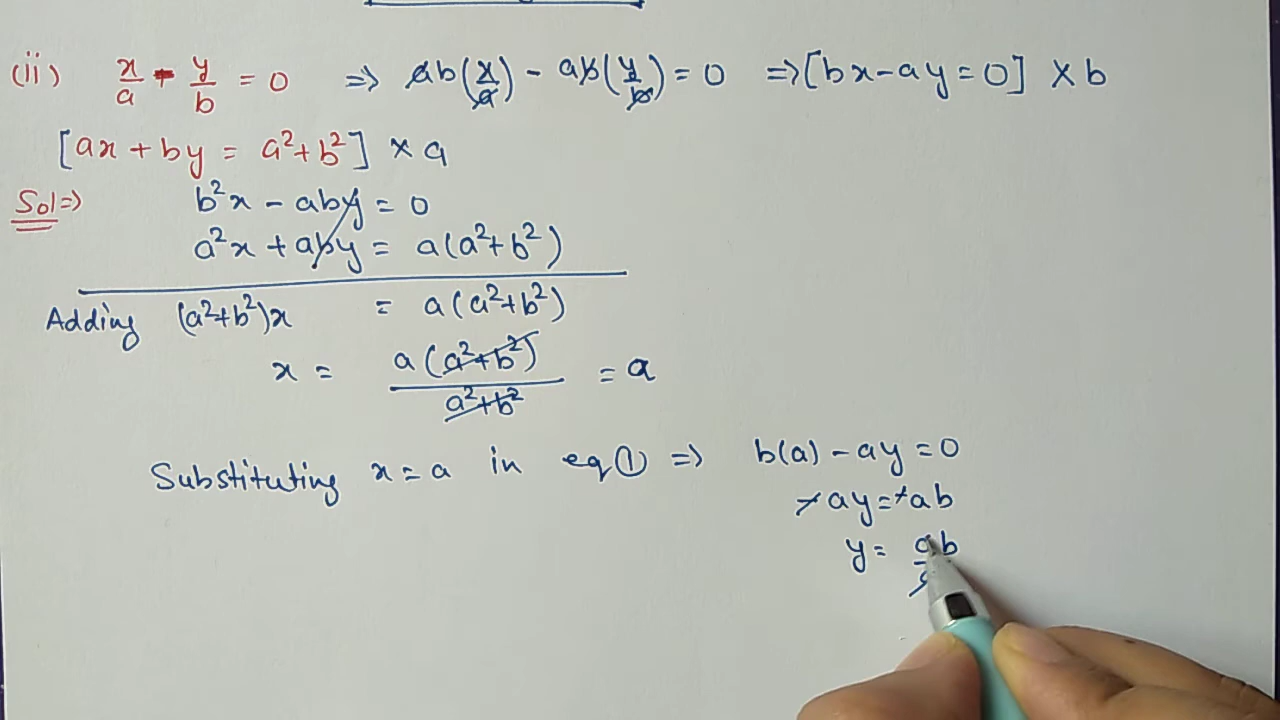 (ii) x/a - y/b = 0 ⇒ ab(x/a) - ab(y/b) = 0 ⇒ [bx - ay = 0] × b
[ax + by = a² + b²] × a
Sol ⇒ b²x - aby = 0
a²x + aby = a(a² + b²)
Adding (a² + b²)x = a(a² + b²)
x = a(a² + b²)/a² + b² = a
Substituting x = a in eq ① ⇒ b(a) - ay = 0
- ay = - ab
y = ab